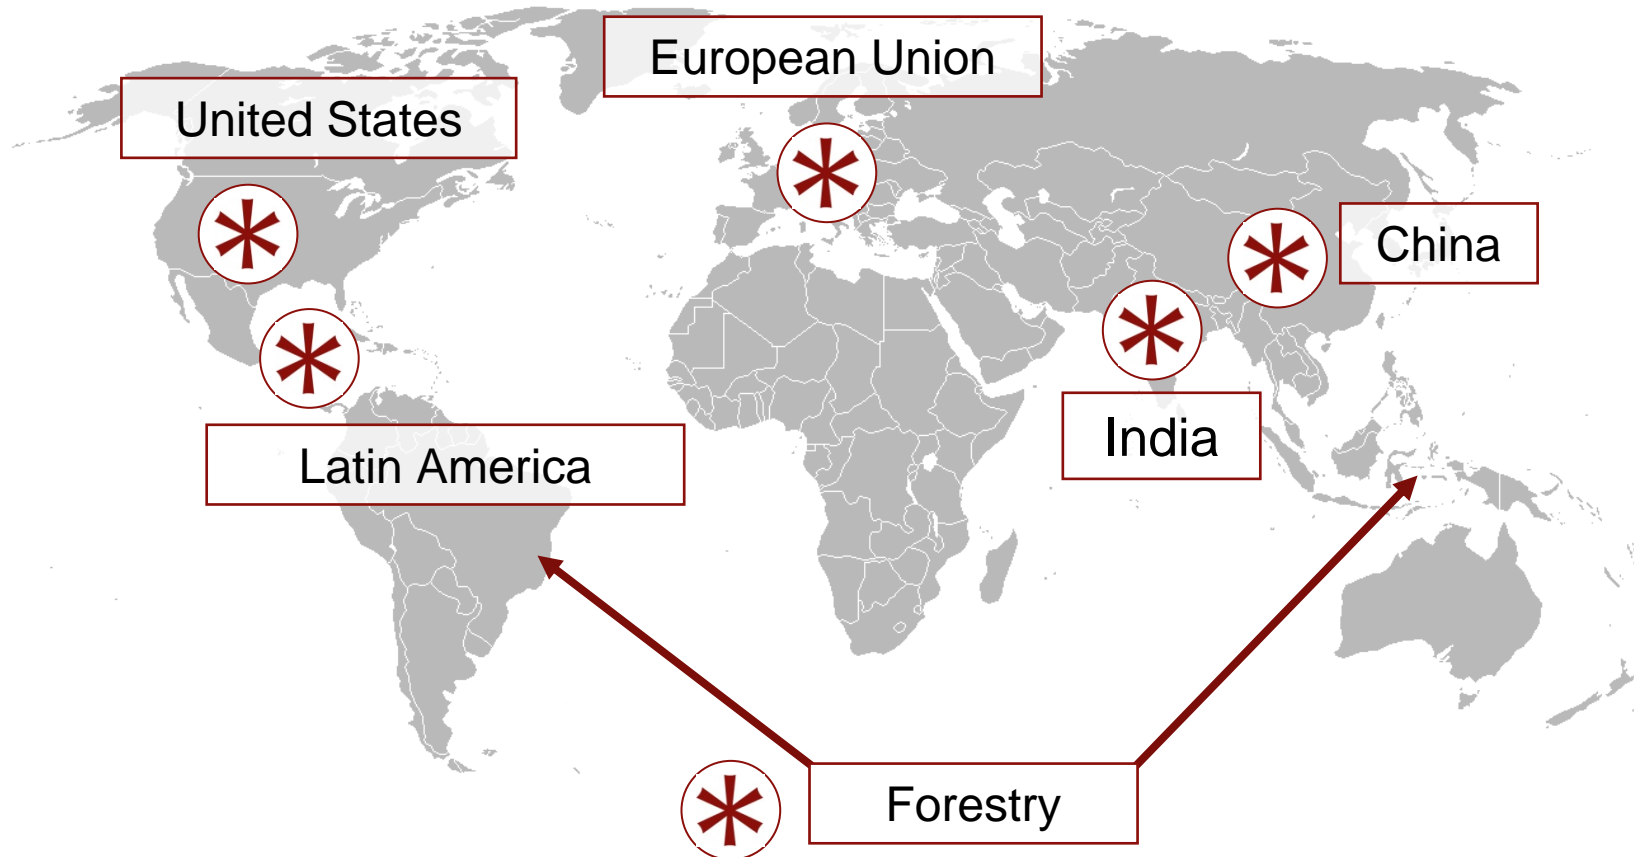 European Union
United States
China
India
Latin America
Forestry